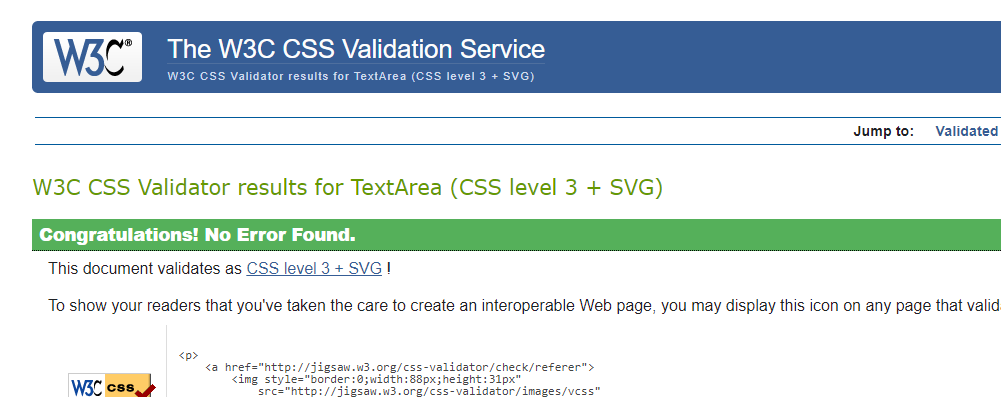 W3C®
The W3C CSS Validation Service
W3C CSS Validator results for TextArea (CSS level 3 + SVG)
Jump to: Validated
W3C CSS Validator results for TextArea (CSS level 3 + SVG)
Congratulations! No Error Found.
This document validates as CSS level 3 + SVG !
To show your readers that you've taken the care to create an interoperable Web page, you may display this icon on any page that valid
<p>
<a href="http://jigsaw.w3.org/css-validator/check/referer">
<img style="border:0;width:88px;height:31px"
src="http://jigsaw.w3.org/css-validator/images/vcss"
W3C css